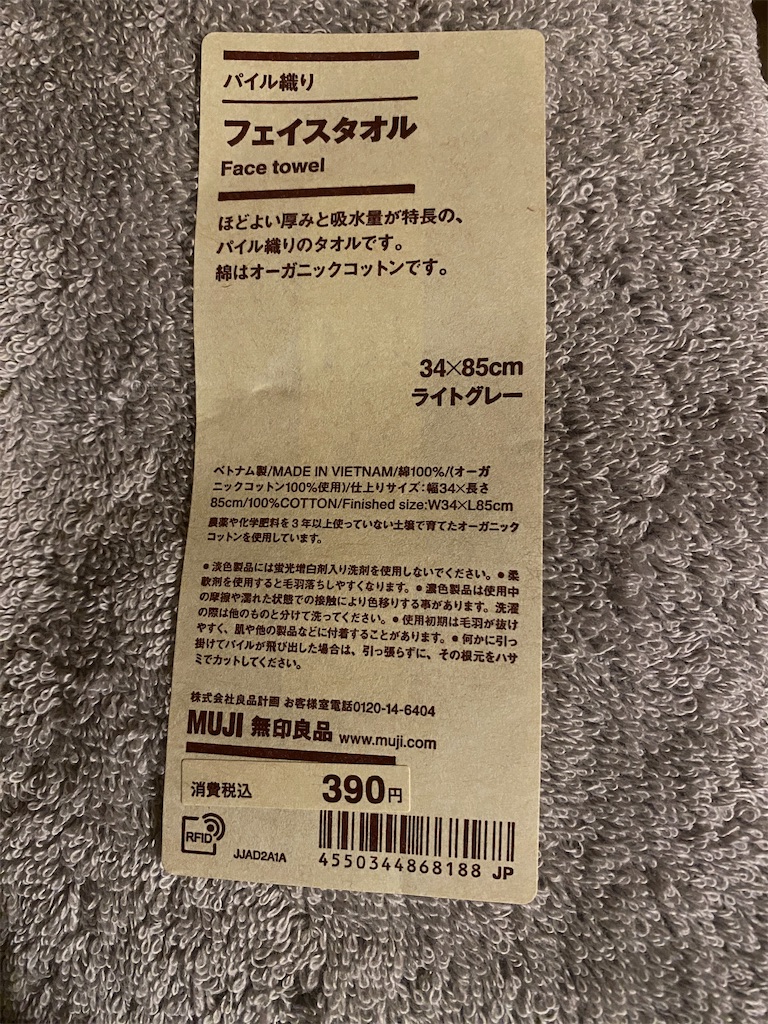 パイル織り
フェイスタオル
Face towel
ほどよい厚みと吸水量が特長の、
パイル織りのタオルです。
綿はオーガニックコットンです。
34×85cm
ライトグレー
ベトナム製/MADE IN VIETNAM/綿100%/(オーガ
ニックコットン100%使用)/仕上りサイズ:幅34×長さ
85cm/100%COTTON/Finished size:W34×L85cm
農薬や化学肥料を3年以上使っていない土壌で育てたオーガニック
コットンを使用しています。
●淡色製品には蛍光増白剤入り洗剤を使用しないでください。●柔
軟剤を使用すると毛羽落ちしやすくなります。●濃色製品は使用中
の摩擦や濡れた状態での接触により色移りする事があります。洗濯
の際は他のものと分けて洗ってください。●使用初期は毛羽が抜け
やすく、肌や他の製品などに付着することがあります。●何かに引っ
掛けてパイルが飛び出した場合は、引っ張らずに、その根元をハサ
ミでカットしてください。
株式会社良品計画 お客様室電話0120-14-6404
MUJI 無印良品 www.muji.com
消費税込 390円
RFID JJAD2A1A
4550344868188 JP